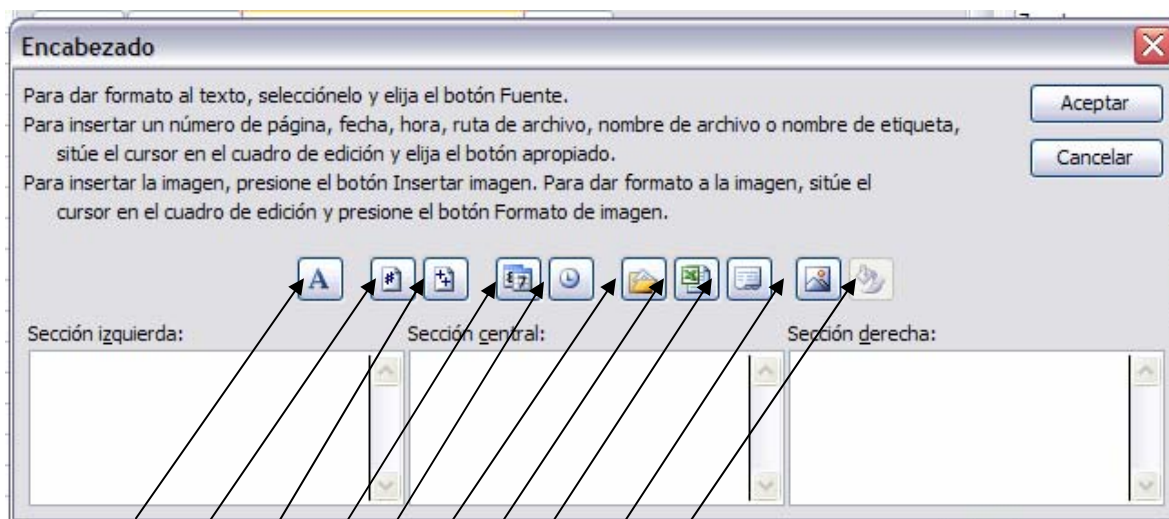 Encabezado
Para dar formato al texto, selecciónelo y elija el botón Fuente.
Aceptar
Para insertar un número de página, fecha, hora, ruta de archivo, nombre de archivo o nombre de etiqueta,
sitúe el cursor en el cuadro de edición y elija el botón apropiado.
Cancelar
Para insertar la imagen, presione el botón Insertar imagen. Para dar formato a la imagen, sitúe el
cursor en el cuadro de edición y presione el botón Formato de imagen.
A
Sección izquierda:
Sección central:
Sección derecha: